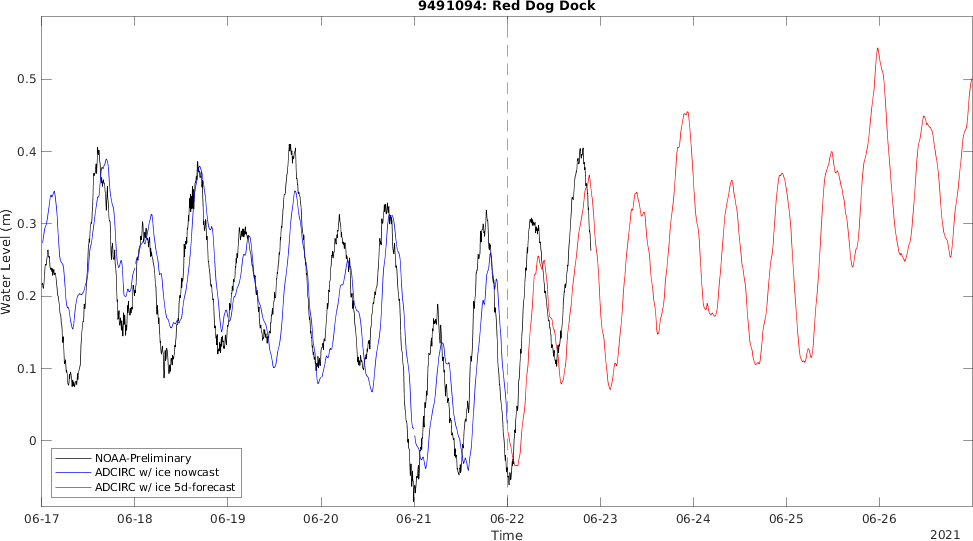 9491094: Red Dog Dock
Water Level (m)
0.5
0.4
0.3
0.2
0.1
0
NOAA-Preliminary
ADCIRC w/ ice nowcast
ADCIRC w/ ice 5d-forecast
06-17 06-18 06-19 06-20 06-21 06-22 06-23 06-24 06-25 06-26
Time
2021